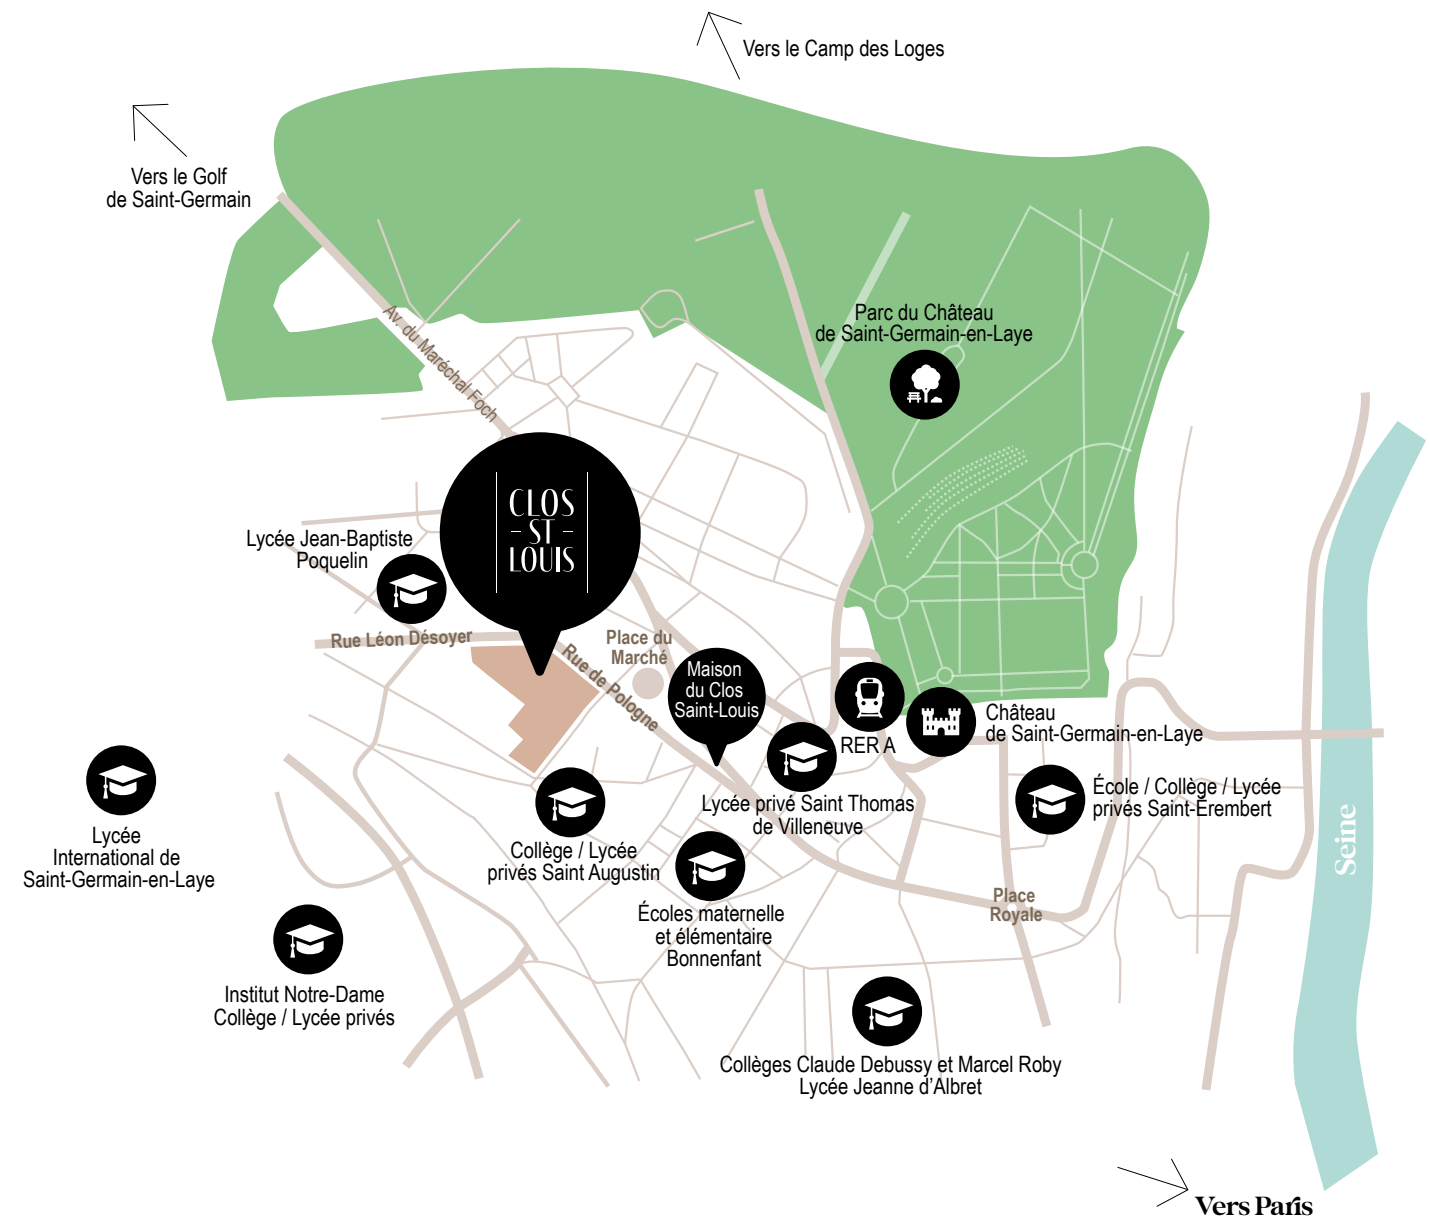 Vers le Camp des Loges
Vers le Golf
de Saint-Germain
Parc du Château
de Saint-Germain-en-Laye
Av. du Maréchal Foch
CLOS
- ST -
LOUIS
Lycée Jean-Baptiste
Poquelin
Rue Léon Désoyer
Rue de Pologne
Place du
Marché
Maison
du Clos
Saint-Louis
RER A
Château
de Saint-Germain-en-Laye
École / Collège / Lycée
privés Saint-Érembert
Lycée privé Saint Thomas
de Villeneuve
Seine
Lycée
International de
Saint-Germain-en-Laye
Collège / Lycée
privés Saint Augustin
Écoles maternelle
et élémentaire
Bonnenfant
Place
Royale
Institut Notre-Dame
Collège / Lycée privés
Collèges Claude Debussy et Marcel Roby
Lycée Jeanne d'Albret
Vers Paris